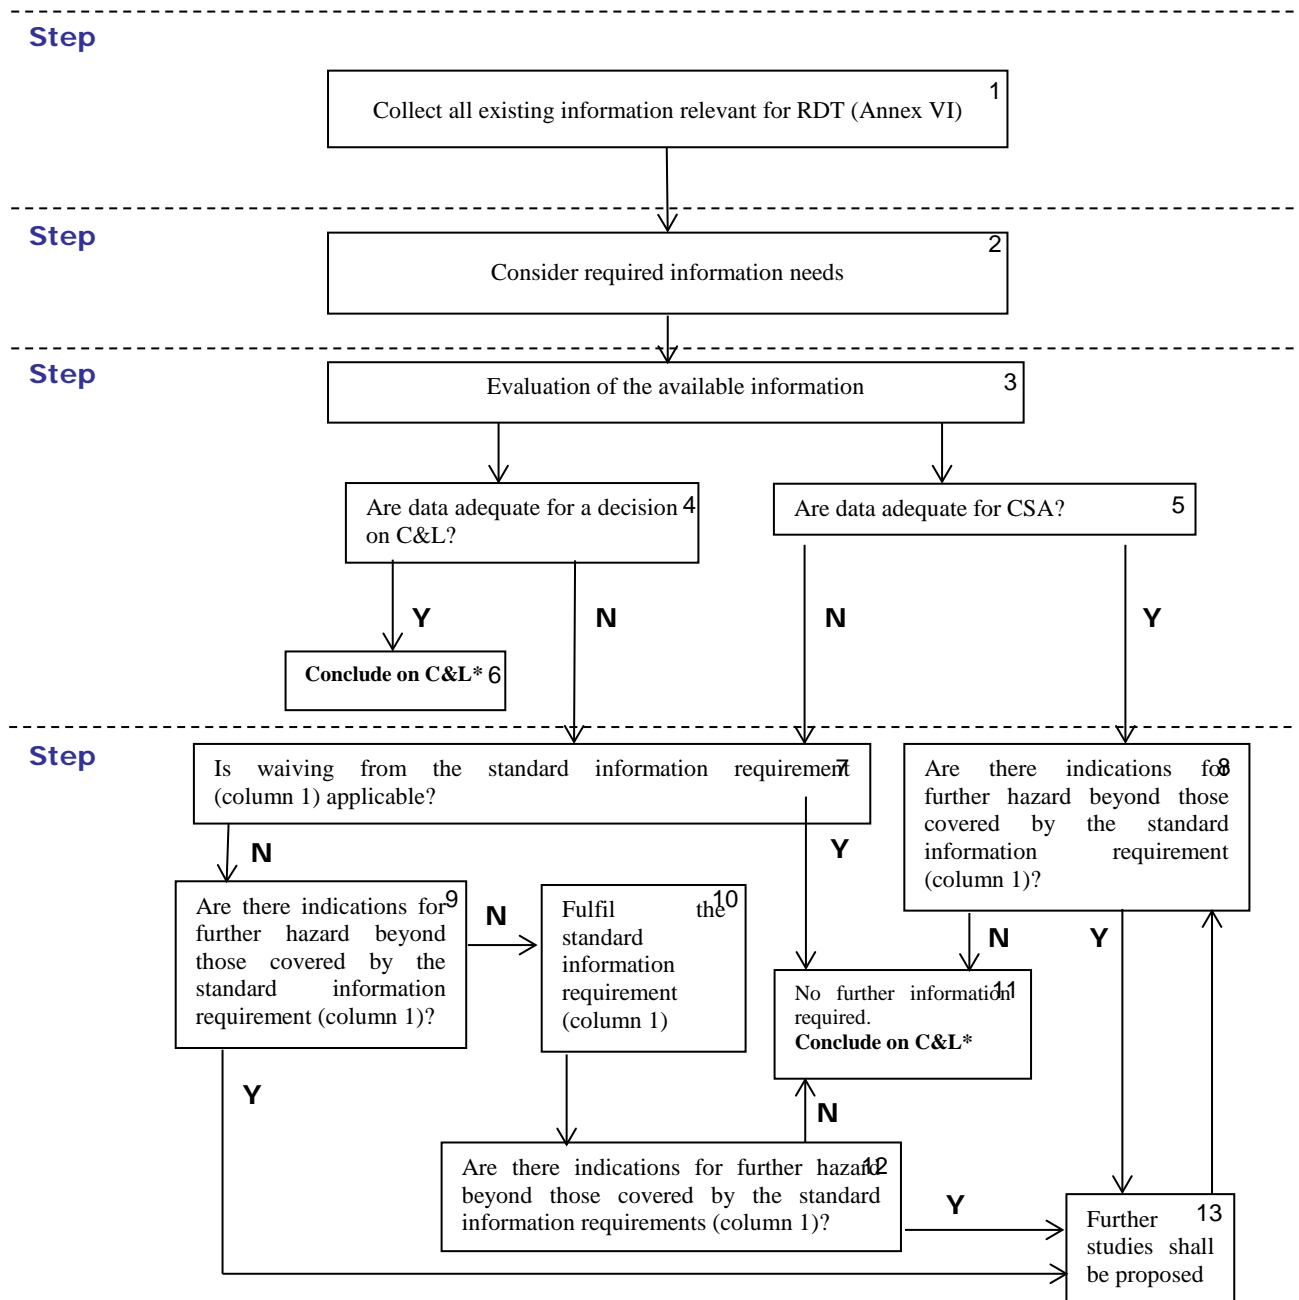 Step
1
Collect all existing information relevant for RDT (Annex VI)
Step
2
Consider required information needs
Step
3
Evaluation of the available information
Are data adequate for a decision 4
on C&L?
Are data adequate for CSA? 5
Y
N
N
Y
Conclude on C&L* 6
Step
Is waiving from the standard information requirement 7
(column 1) applicable?
Are there indications for 8
further hazard beyond those
covered by the standard
information requirement
(column 1)?
N
Y
Are there indications for 9
further hazard beyond
those covered by the
standard information
requirement (column 1)?
N
Fulfil the 10
standard
information
requirement
(column 1)
N
Y
No further information 11
required.
Conclude on C&L*
Y
N
Are there indications for further hazard 12
beyond those covered by the standard
information requirements (column 1)?
Y
Further 13
studies shall
be proposed